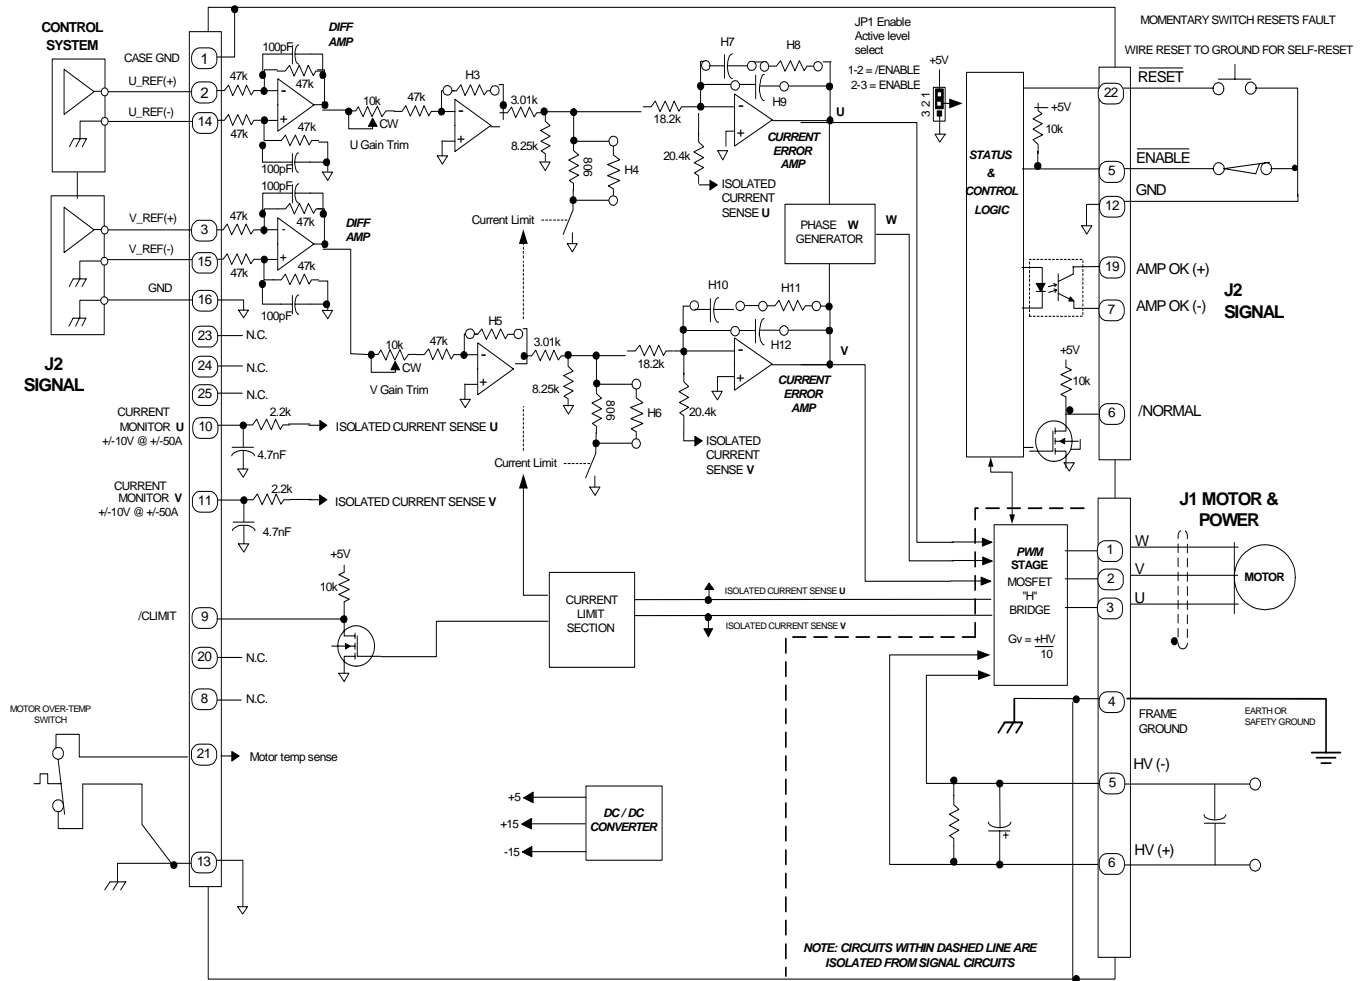 CONTROL
SYSTEM
CASE GND
1
U_REF(+)
2
U_REF(-)
14
V_REF(+)
3
V_REF(-)
15
GND
16
23
N.C.
24
N.C.
25
N.C.
J2
SIGNAL
CURRENT
MONITOR U
+/-10V @ +/-50A
10
2.2k
4.7nF
ISOLATED CURRENT SENSE U
CURRENT
MONITOR V
+/-10V @ +/-50A
11
2.2k
4.7nF
ISOLATED CURRENT SENSE V
/CLIMIT
9
+5V
10k
20
N.C.
8
N.C.
MOTOR OVER-TEMP
SWITCH
21
Motor temp sense
13
DIFF
AMP
100pF
47k
47k
-
+
47k
47k
100pF
10k
CW
U Gain Trim
47k
H3
-
+
3.01k
8.25k
806
H4
Current Limit
18.2k
20.4k
ISOLATED
CURRENT
SENSE U
H7
H8
H9
-
+
CURRENT
ERROR
AMP
U
100pF
47k
47k
-
+
47k
47k
100pF
DIFF
AMP
10k
CW
V Gain Trim
47k
H5
-
+
3.01k
8.25k
806
H6
Current Limit
18.2k
20.4k
ISOLATED
CURRENT
SENSE V
H10
H11
H12
-
+
CURRENT
ERROR
AMP
V
PHASE W
GENERATOR
W
CURRENT
LIMIT
SECTION
ISOLATED CURRENT SENSE U
ISOLATED CURRENT SENSE V
+5
+15
-15
DC / DC
CONVERTER
JP1 Enable
Active level
select
1-2 = /ENABLE
2-3 = ENABLE
+5V
3 2 1
STATUS
&
CONTROL
LOGIC
MOMENTARY SWITCH RESETS FAULT
WIRE RESET TO GROUND FOR SELF-RESET
22
RESET
+5V
10k
5
ENABLE
12
GND
19
AMP OK (+)
7
AMP OK (-)
J2
SIGNAL
+5V
10k
6
/NORMAL
J1 MOTOR &
POWER
PWM
STAGE
MOSFET
"H"
BRIDGE
Gv = +HV
10
1
W
2
V
3
U
MOTOR
4
FRAME
GROUND
EARTH OR
SAFETY GROUND
5
HV (-)
+
6
HV (+)
NOTE: CIRCUITS WITHIN DASHED LINE ARE
ISOLATED FROM SIGNAL CIRCUITS